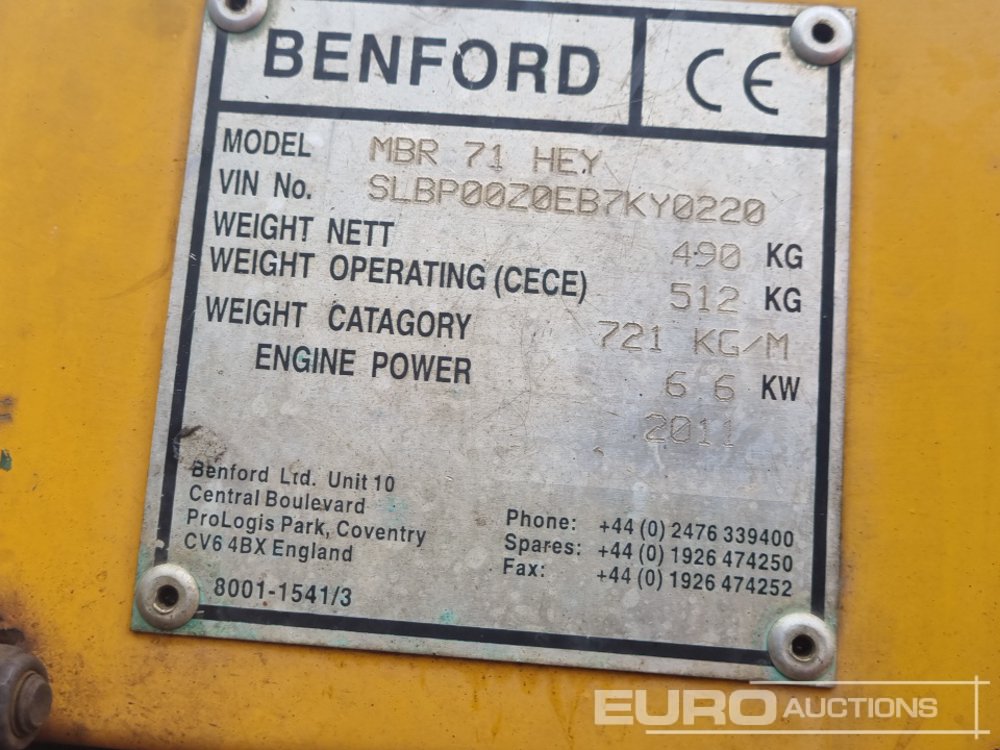 BENFORD CE
MODEL MBR 71 HEY
VIN No. SLBP00Z0EB7KY0220
WEIGHT NETT 490 KG
WEIGHT OPERATING (CECE) 512 KG
WEIGHT CATAGORY 721 KG/M
ENGINE POWER 6 6 KW
2011
Benford Ltd. Unit 10
Central Boulevard
ProLogis Park, Coventry
CV6 4BX England
8001-1541/3
Phone: +44 (0) 2476 339400
Spares: +44 (0) 1926 474250
Fax: +44 (0) 1926 474252
EURO AUCTIONS